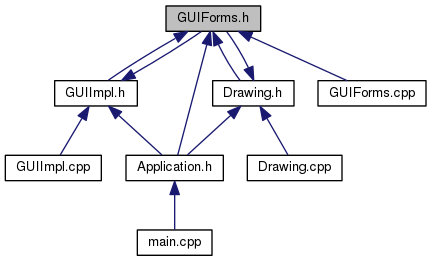 GUIForms.h
GUIImpl.h
Drawing.h
GUIForms.cpp
GUIImpl.cpp
Application.h
Drawing.cpp
main.cpp